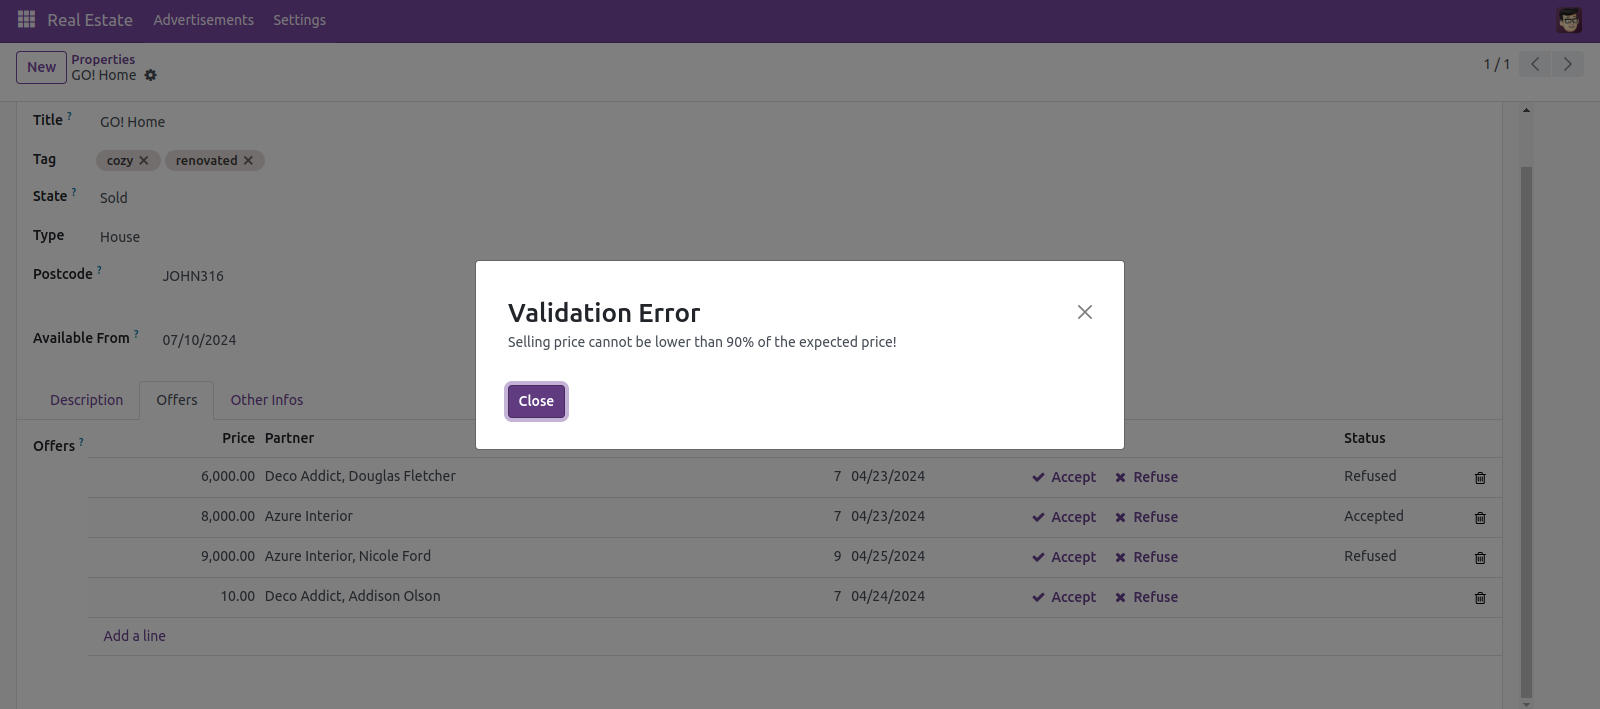 Real Estate Advertisements Settings
New Properties
GO! Home
1 / 1
Title ? GO! Home
Tag cozy renovated
State ? Sold
Type House
Postcode ? JOHN316
Available From ? 07/10/2024
Validation Error
Selling price cannot be lower than 90% of the expected price!
Close
Description Offers Other Infos
Offers ? Price Partner Status
6,000.00 Deco Addict, Douglas Fletcher 7 04/23/2024 Accept Refuse Refused
8,000.00 Azure Interior 7 04/23/2024 Accept Refuse Accepted
9,000.00 Azure Interior, Nicole Ford 9 04/25/2024 Accept Refuse Refused
10.00 Deco Addict, Addison Olson 7 04/24/2024 Accept Refuse
Add a line